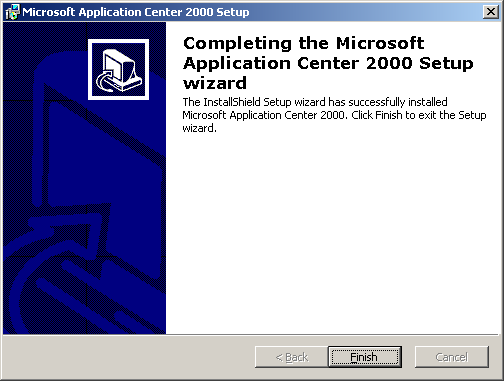 Microsoft Application Center 2000 Setup
Completing the Microsoft
Application Center 2000 Setup
wizard
The InstallShield Setup wizard has successfully installed
Microsoft Application Center 2000. Click Finish to exit the Setup
wizard.
< Back
Finish
Cancel